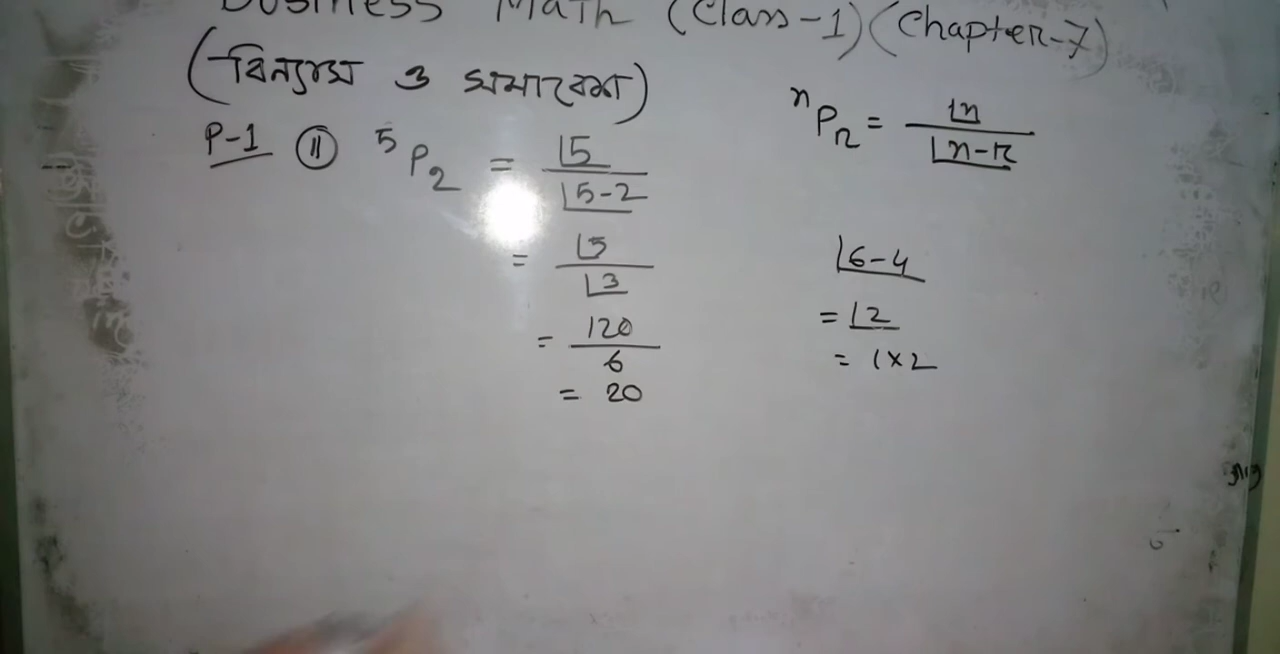 Business Math (Class-1) (Chapter-7)
(বিন্যাস ও সমাবেশ)
P-1 ⑪ ⁵P₂ = ⌊5 / ⌊5-2
= ⌊5 / ⌊3
= 120 / 6
= 20
ⁿPᵣ = ⌊n / ⌊n-r
⌊6-4
= ⌊2
= 1×2